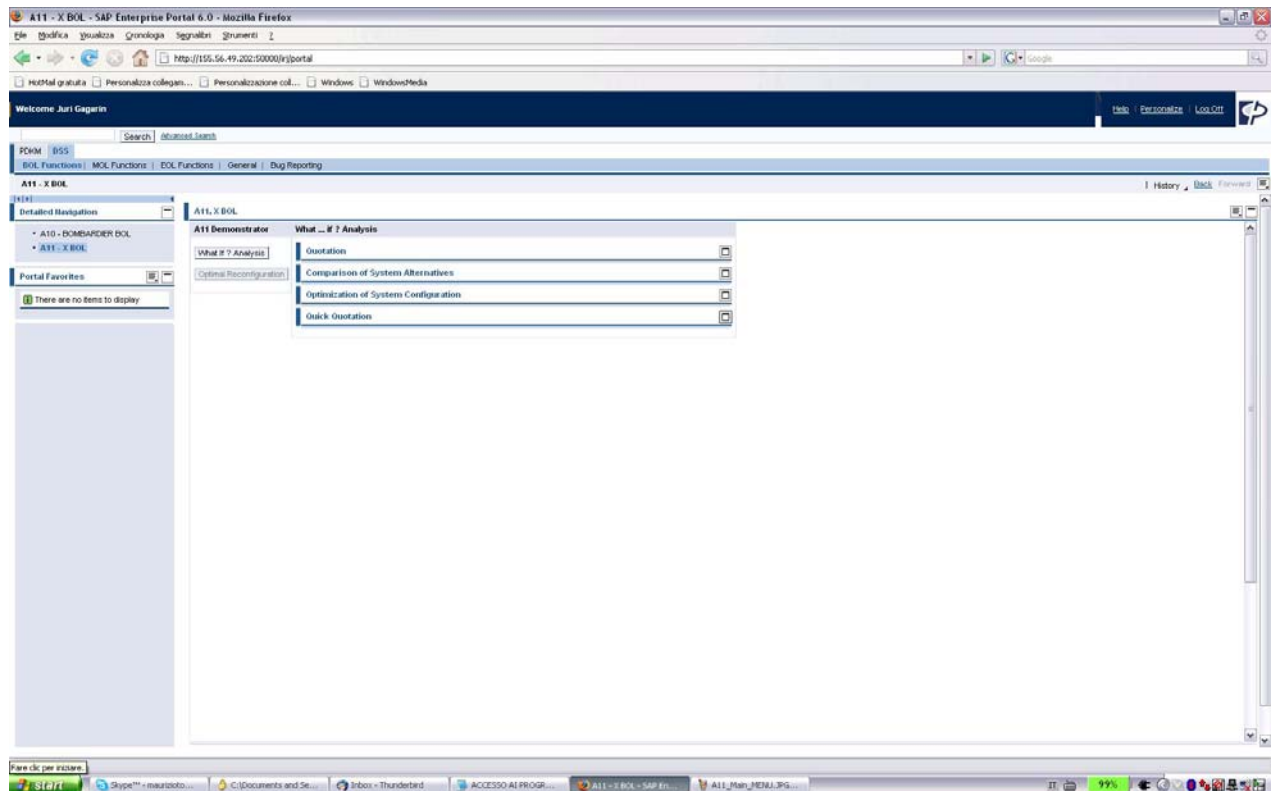 A11 - X BOL - SAP Enterprise Portal 6.0 - Mozilla Firefox
File Modifica Visualizza Cronologia Segnalibri Strumenti ?
http://155.56.49.202:50000/irj/portal
Google
HotMail gratuita Personalizza collegam... Personalizzazione col... Windows WindowsMedia
Welcome Juri Gagarin
Help Personalize Log Off
Search Advanced Search
PDKM DSS
BOL Functions | MOL Functions | EOL Functions | General | Bug Reporting
A11 - X BOL
History Back Forward
Detailed Navigation
• A10 - BOMBARDIER BOL
• A11 - X BOL
Portal Favorites
There are no items to display
A11, X BOL
A11 Demonstrator What ... if ? Analysis
What if ? Analysis
Optimal Reconfiguration
Quotation
Comparison of System Alternatives
Optimization of System Configuration
Quick Quotation
Fare clic per iniziare.
start Skype™ - maurizioto... C:\Documents and Se... Inbox - Thunderbird ACCESSO AI PROGR... A11 - X BOL - SAP En... A11_Main_MENU.JPG... IT 99%